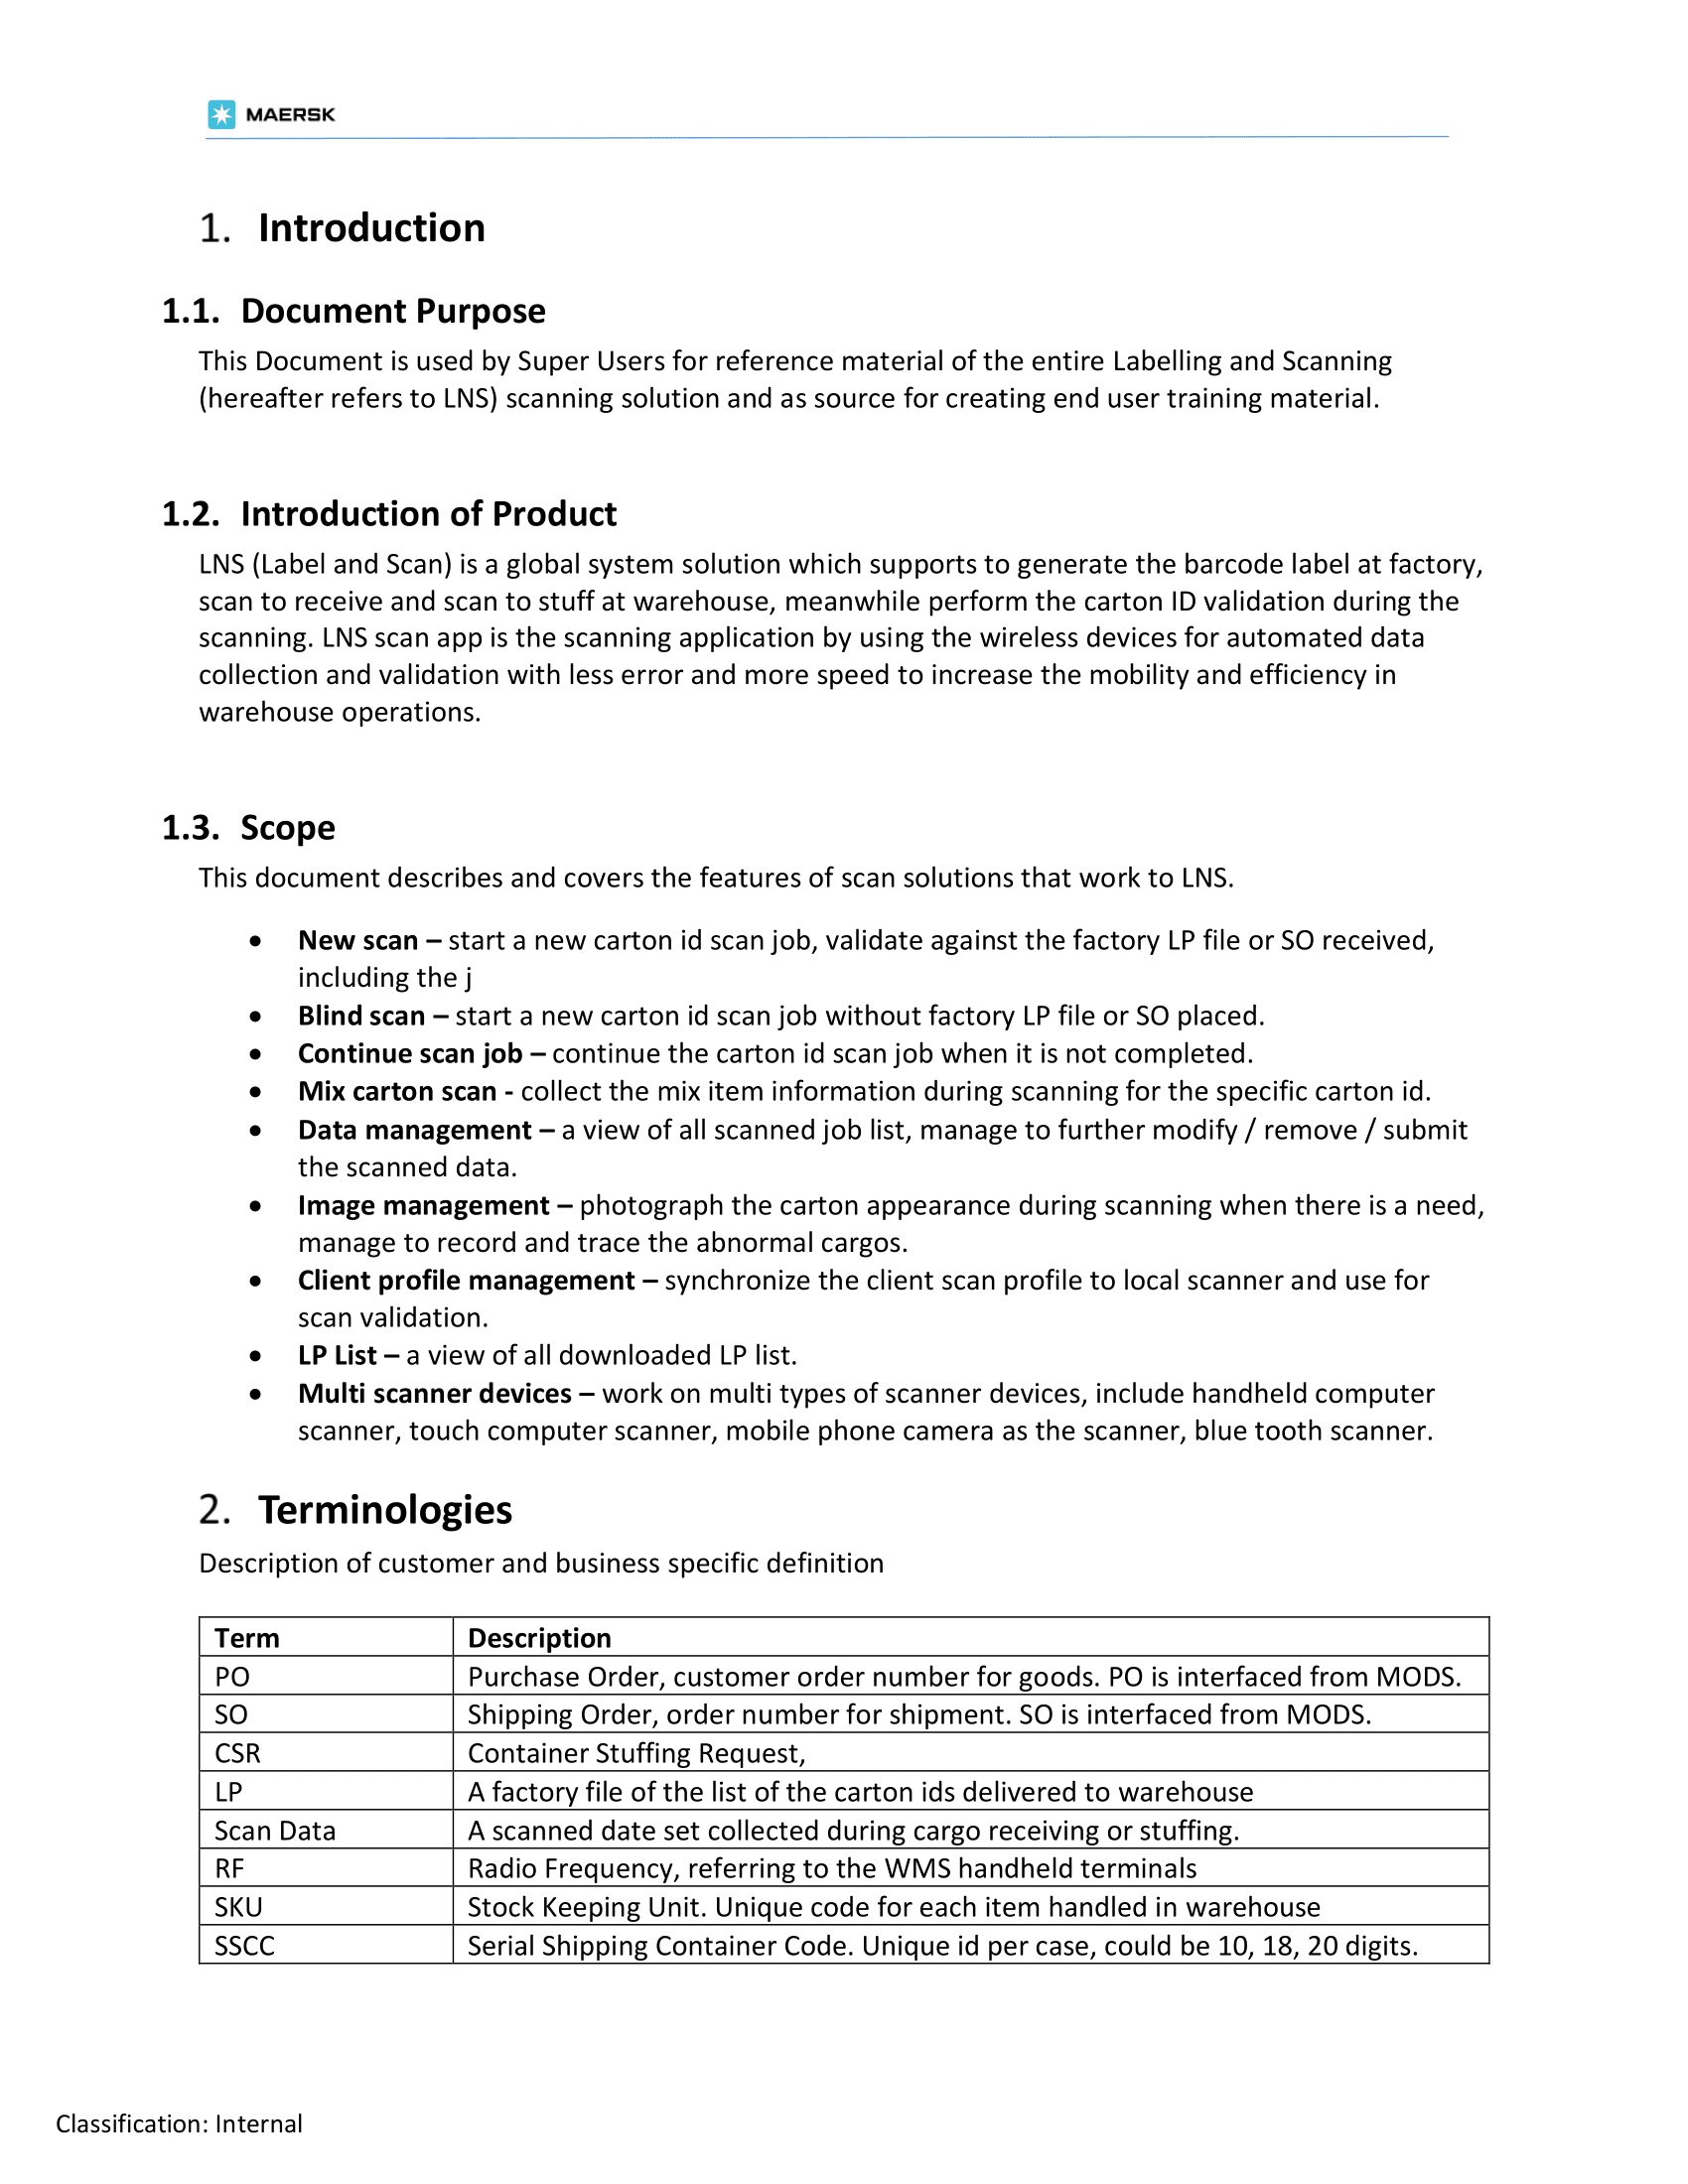 MAERSK
1. Introduction
1.1. Document Purpose
This Document is used by Super Users for reference material of the entire Labelling and Scanning
(hereafter refers to LNS) scanning solution and as source for creating end user training material.
1.2. Introduction of Product
LNS (Label and Scan) is a global system solution which supports to generate the barcode label at factory,
scan to receive and scan to stuff at warehouse, meanwhile perform the carton ID validation during the
scanning. LNS scan app is the scanning application by using the wireless devices for automated data
collection and validation with less error and more speed to increase the mobility and efficiency in
warehouse operations.
1.3. Scope
This document describes and covers the features of scan solutions that work to LNS.
• New scan – start a new carton id scan job, validate against the factory LP file or SO received,
including the j
• Blind scan – start a new carton id scan job without factory LP file or SO placed.
• Continue scan job – continue the carton id scan job when it is not completed.
• Mix carton scan - collect the mix item information during scanning for the specific carton id.
• Data management – a view of all scanned job list, manage to further modify / remove / submit
the scanned data.
• Image management – photograph the carton appearance during scanning when there is a need,
manage to record and trace the abnormal cargos.
• Client profile management – synchronize the client scan profile to local scanner and use for
scan validation.
• LP List – a view of all downloaded LP list.
• Multi scanner devices – work on multi types of scanner devices, include handheld computer
scanner, touch computer scanner, mobile phone camera as the scanner, blue tooth scanner.
2. Terminologies
Description of customer and business specific definition
Term Description
PO Purchase Order, customer order number for goods. PO is interfaced from MODS.
SO Shipping Order, order number for shipment. SO is interfaced from MODS.
CSR Container Stuffing Request,
LP A factory file of the list of the carton ids delivered to warehouse
Scan Data A scanned date set collected during cargo receiving or stuffing.
RF Radio Frequency, referring to the WMS handheld terminals
SKU Stock Keeping Unit. Unique code for each item handled in warehouse
SSCC Serial Shipping Container Code. Unique id per case, could be 10, 18, 20 digits.
Classification: Internal